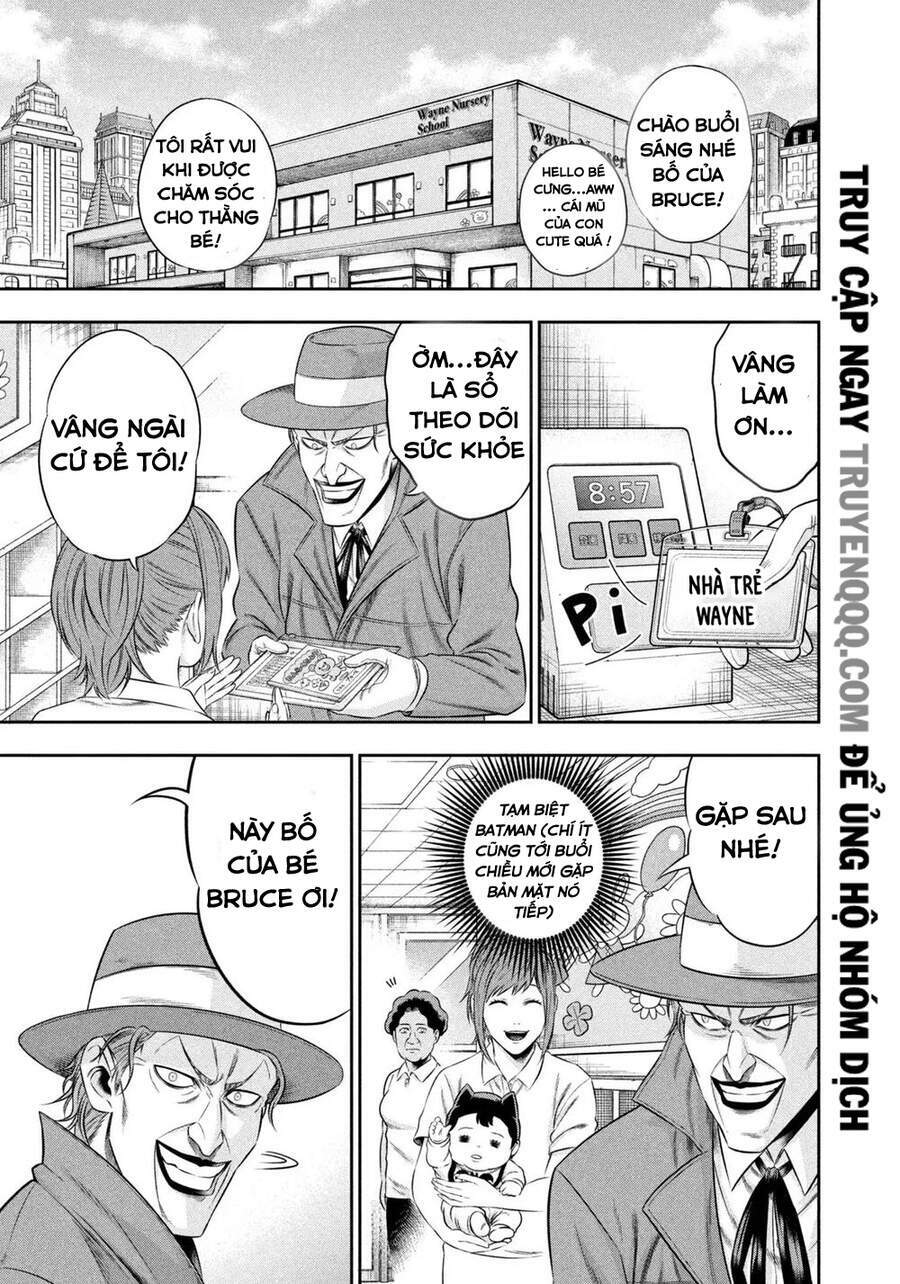 Wayne Nursery
School
Wayne Nursery
School
CHÀO BUỔI
SÁNG NHÉ
BỐ CỦA
BRUCE!
HELLO BÉ
CƯNG...AWW
... CÁI MŨ
CỦA CON
CUTE QUÁ !
TÔI RẤT VUI
KHI ĐƯỢC
CHĂM SÓC
CHO THẰNG
BÉ!
VÂNG
LÀM
ƠN...
8:57
Pi
NHÀ TRẺ
WAYNE
ỜM...ĐÂY
LÀ SỔ
THEO DÕI
SỨC KHỎE
VÂNG NGÀI
CỨ ĐỂ TÔI!
GẶP SAU
NHÉ!
TẠM BIỆT
BATMAN (CHÍ ÍT
CŨNG TỚI BUỔI
CHIỀU MỚI GẶP
BẢN MẶT NÓ
TIẾP)
NÀY BỐ
CỦA BÉ
BRUCE ƠI!
TRUY CẬP NGAY TRUYENQQ.COM ĐỂ ỦNG HỘ NHÓM DỊCH